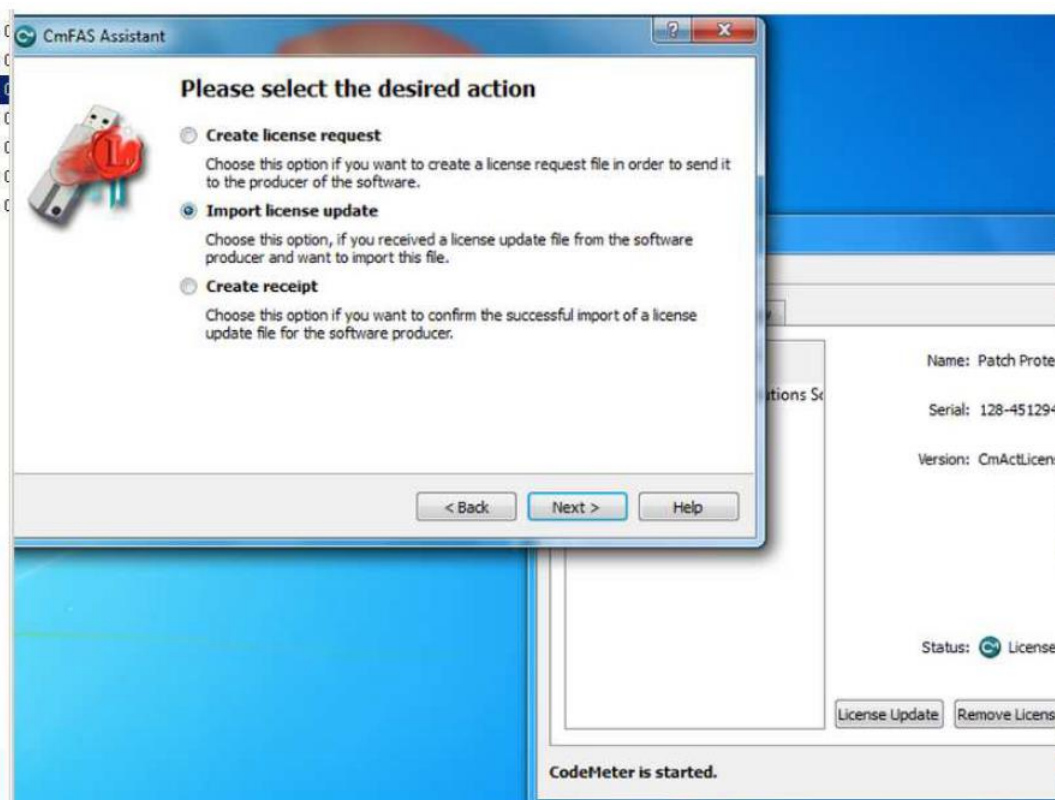 CmFAS Assistant
Please select the desired action
Create license request
Choose this option if you want to create a license request file in order to send it
to the producer of the software.
Import license update
Choose this option, if you received a license update file from the software
producer and want to import this file.
Create receipt
Choose this option if you want to confirm the successful import of a license
update file for the software producer.
< Back
Next >
Help
Name: Patch Prote
Serial: 128-451294
Version: CmActLicens
Status: License
License Update
Remove Licens
CodeMeter is started.